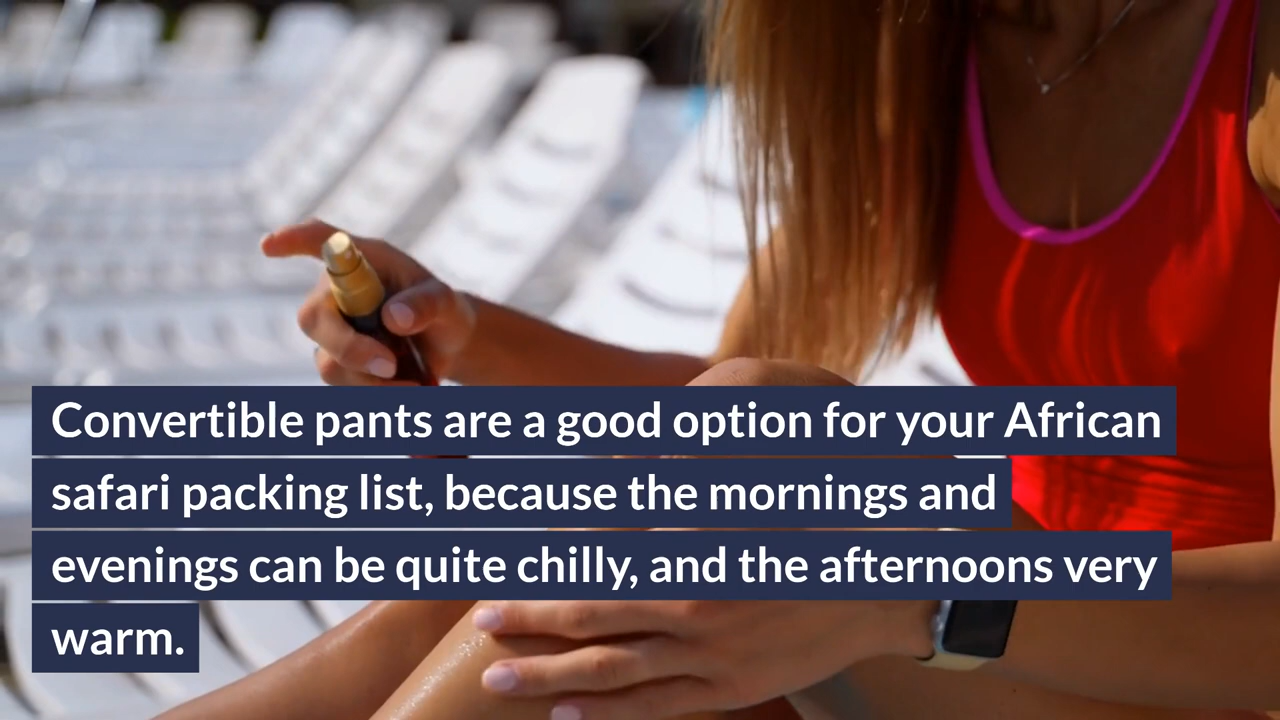 Convertible pants are a good option for your African
safari packing list, because the mornings and
evenings can be quite chilly, and the afternoons very
warm.